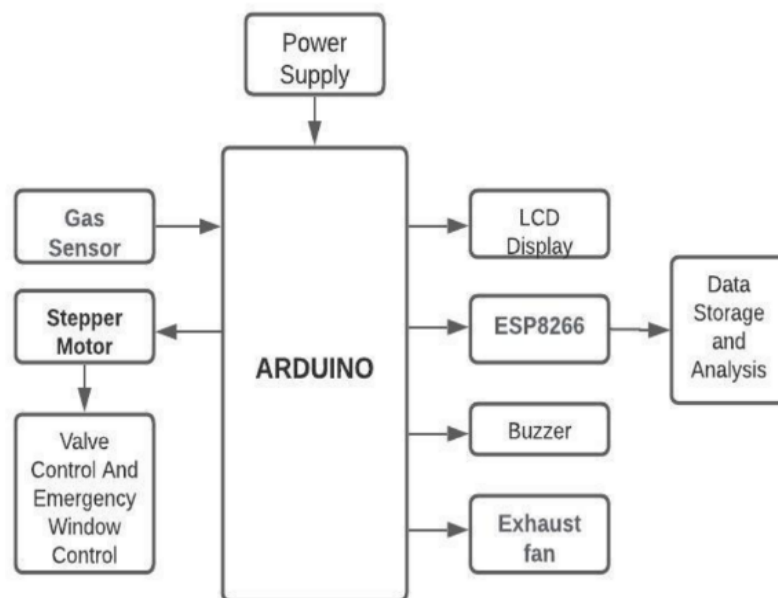 Power
Supply
Gas
Sensor
LCD
Display
Stepper
Motor
ESP8266
Data
Storage
and
Analysis
ARDUINO
Valve
Control And
Emergency
Window
Control
Buzzer
Exhaust
fan